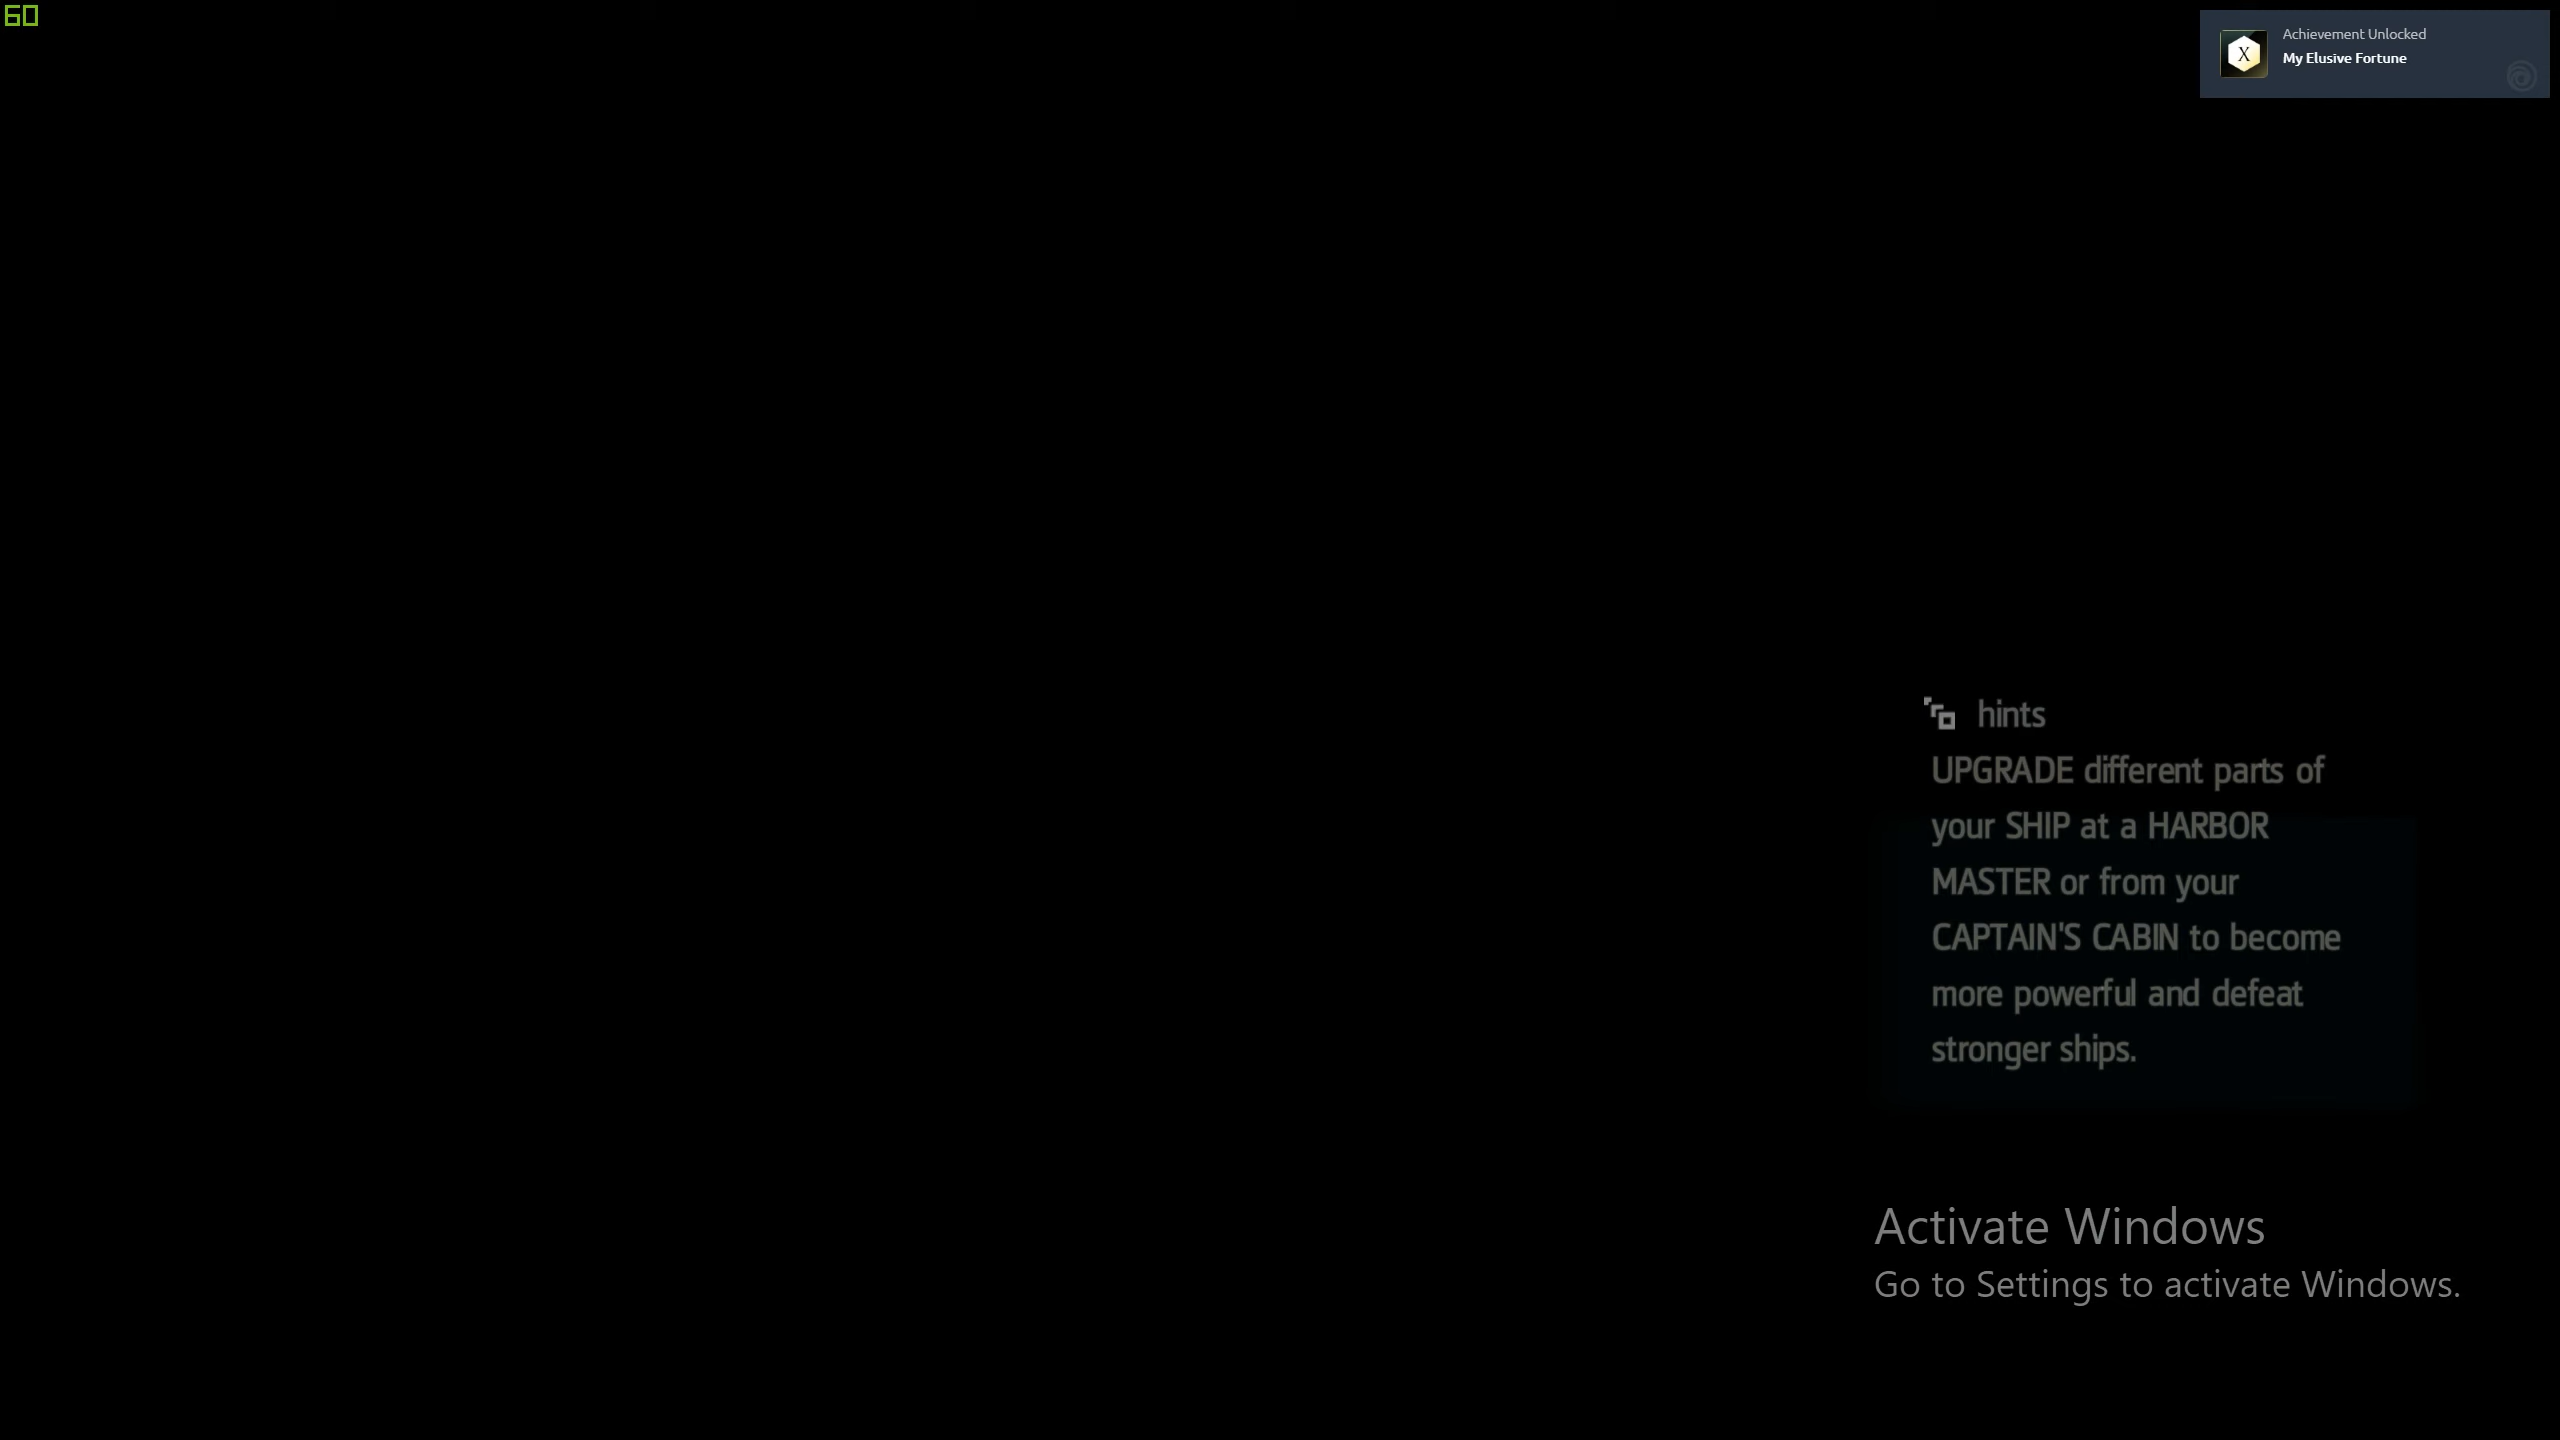 60
Achievement Unlocked
X
My Elusive Fortune
hints
UPGRADE different parts of
your SHIP at a HARBOR
MASTER or from your
CAPTAIN'S CABIN to become
more powerful and defeat
stronger ships.
Activate Windows
Go to Settings to activate Windows.